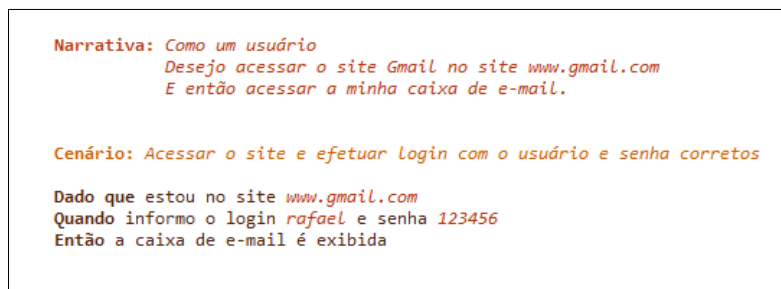 Narrativa: Como um usuário
Desejo acessar o site Gmail no site www.gmail.com
E então acessar a minha caixa de e-mail.
Cenário: Acessar o site e efetuar login com o usuário e senha corretos
Dado que estou no site www.gmail.com
Quando informo o login rafael e senha 123456
Então a caixa de e-mail é exibida